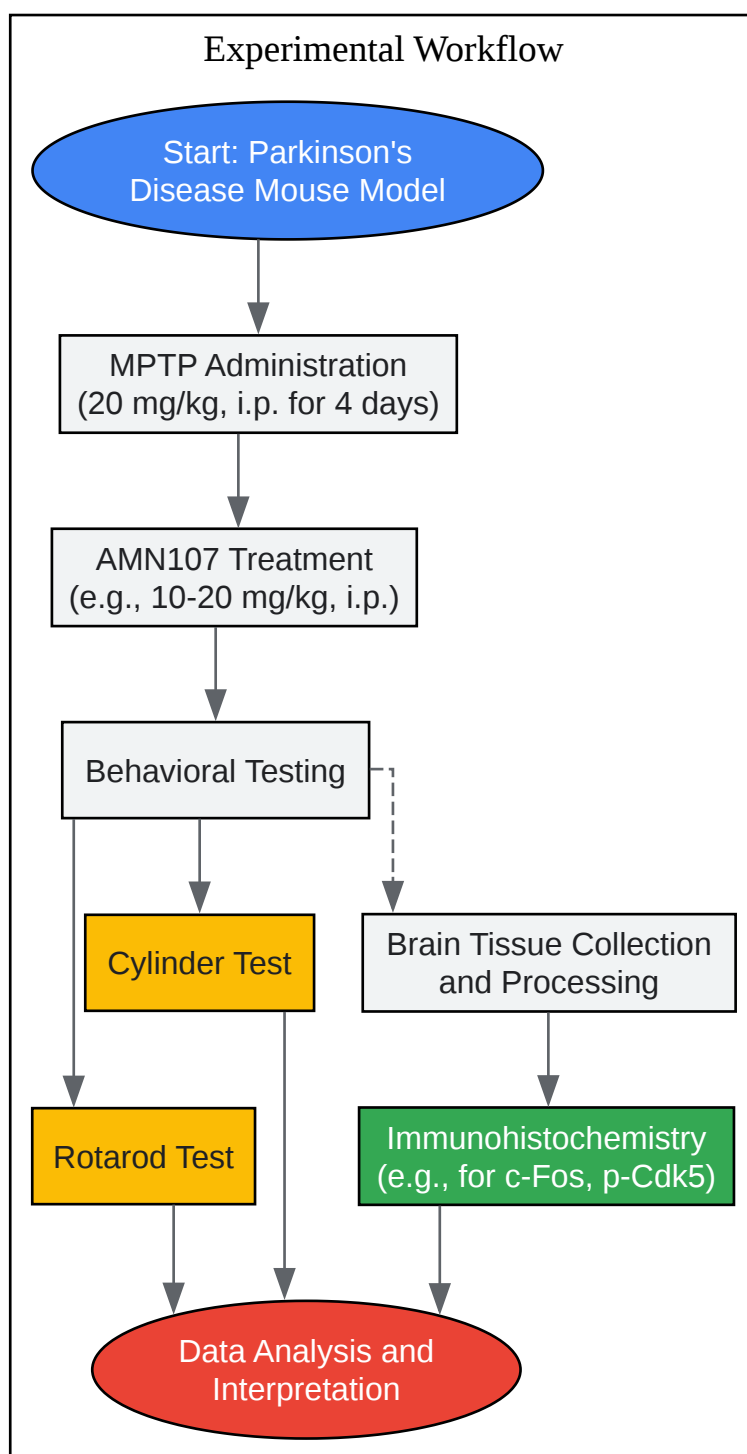 Experimental Workflow
Start: Parkinson's
Disease Mouse Model
MPTP Administration
(20 mg/kg, i.p. for 4 days)
AMN107 Treatment
(e.g., 10-20 mg/kg, i.p.)
Behavioral Testing
Cylinder Test
Brain Tissue Collection
and Processing
Rotarod Test
Immunohistochemistry
(e.g., for c-Fos, p-Cdk5)
Data Analysis and
Interpretation